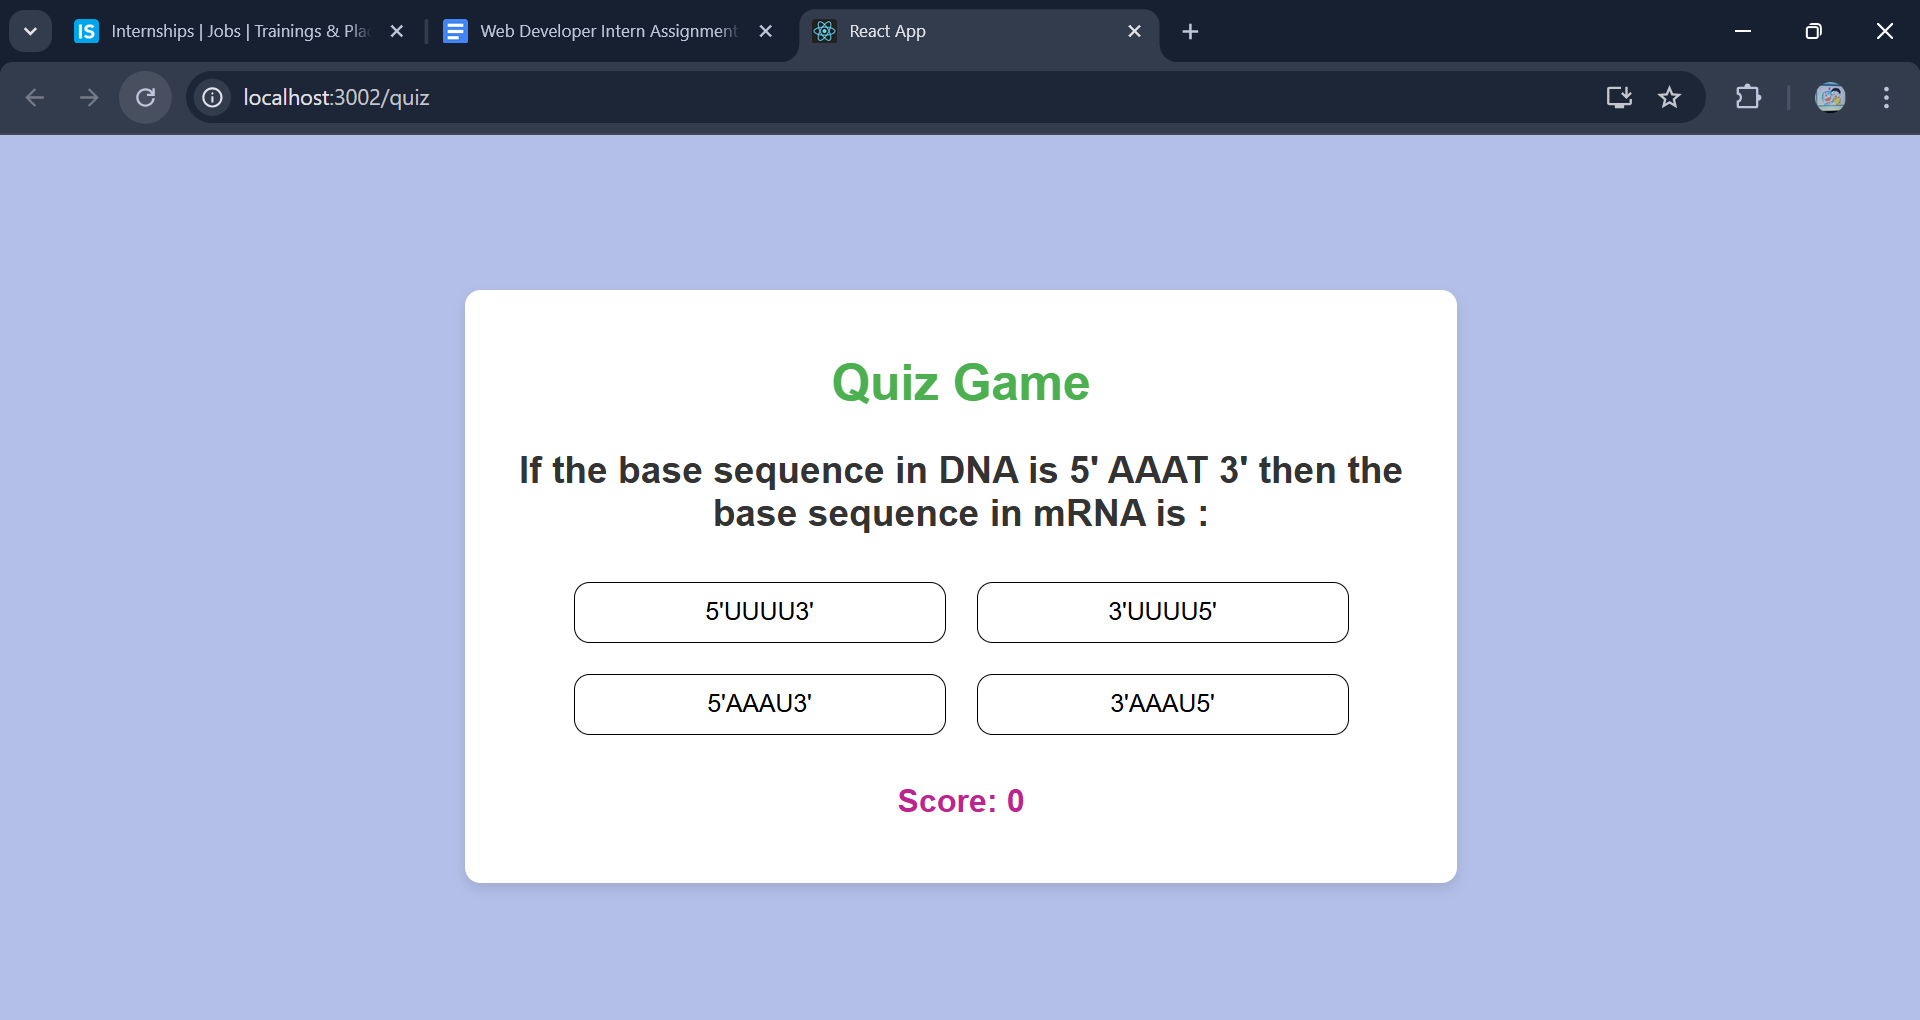 Internships | Jobs | Trainings & Pla
Web Developer Intern Assignment
React App
localhost:3002/quiz
Quiz Game
If the base sequence in DNA is 5' AAAT 3' then the
base sequence in mRNA is :
5'UUUU3'
3'UUUU5'
5'AAAU3'
3'AAAU5'
Score: 0